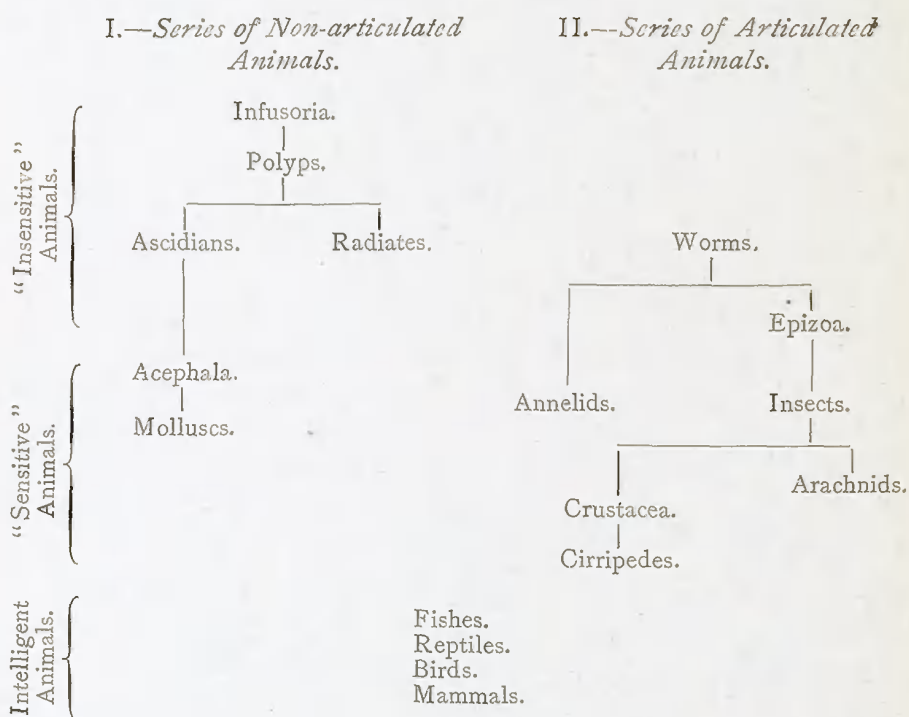 I.—Series of Non-articulated
Animals.
II.—Series of Articulated
Animals.
"Insensitive"
Animals.
Infusoria.
Polyps.
Ascidians.
Radiates.
Worms.
Epizoa.
"Sensitive"
Animals.
Acephala.
Molluscs.
Annelids.
Insects.
Arachnids.
Crustacea.
Cirripedes.
Intelligent
Animals.
Fishes.
Reptiles.
Birds.
Mammals.